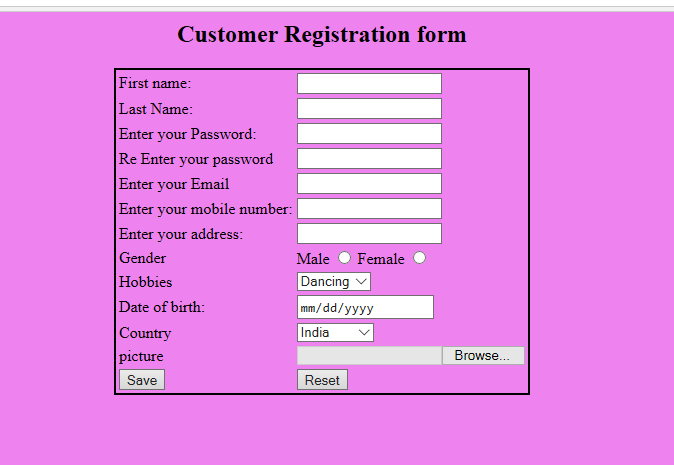 Customer Registration form
First name:
Last Name:
Enter your Password:
Re Enter your password
Enter your Email
Enter your mobile number:
Enter your address:
Gender Male Female
Hobbies Dancing
Date of birth: mm/dd/yyyy
Country India
picture Browse...
Save Reset